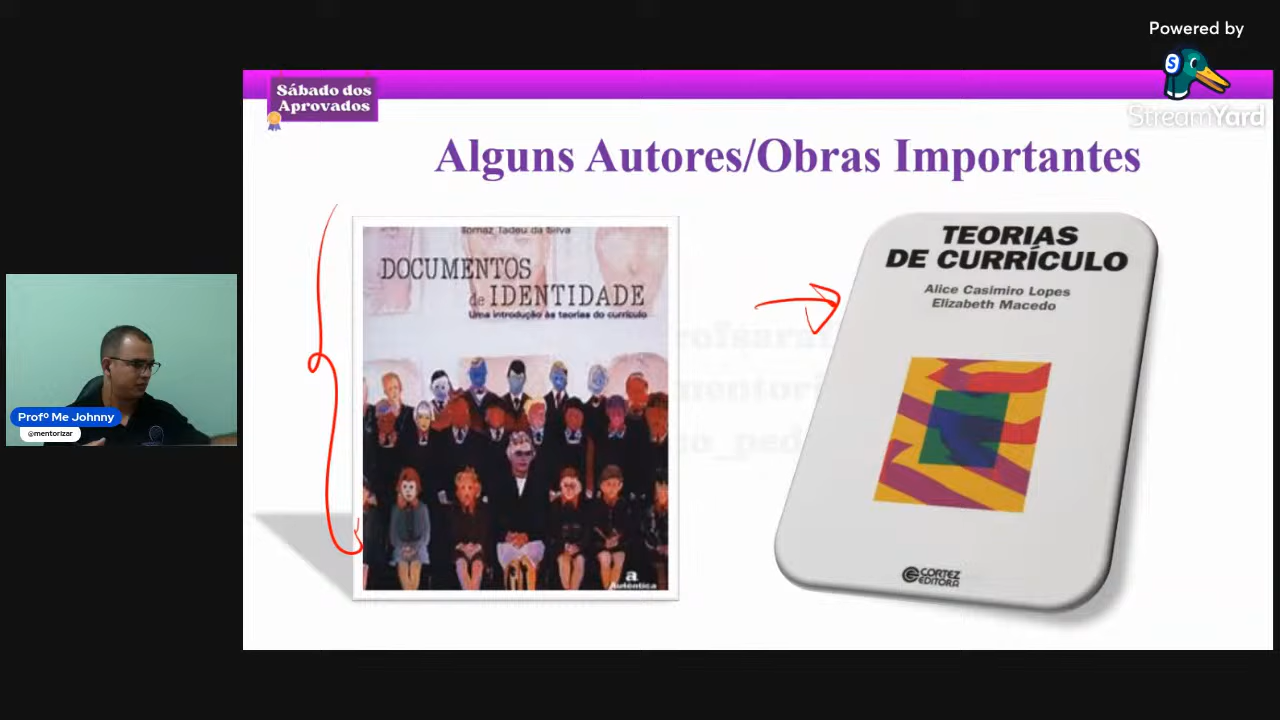 Powered by
StreamYard
Sábado dos
Aprovados
Alguns Autores/Obras Importantes
Tomaz Tadeu da Silva
DOCUMENTOS
de IDENTIDADE
Uma introdução às teorias do currículo
a
Autêntica
TEORIAS
DE CURRÍCULO
Alice Casimiro Lopes
Elizabeth Macedo
CORTEZ
EDITORA
Profº Me Johnny
@mentorizar